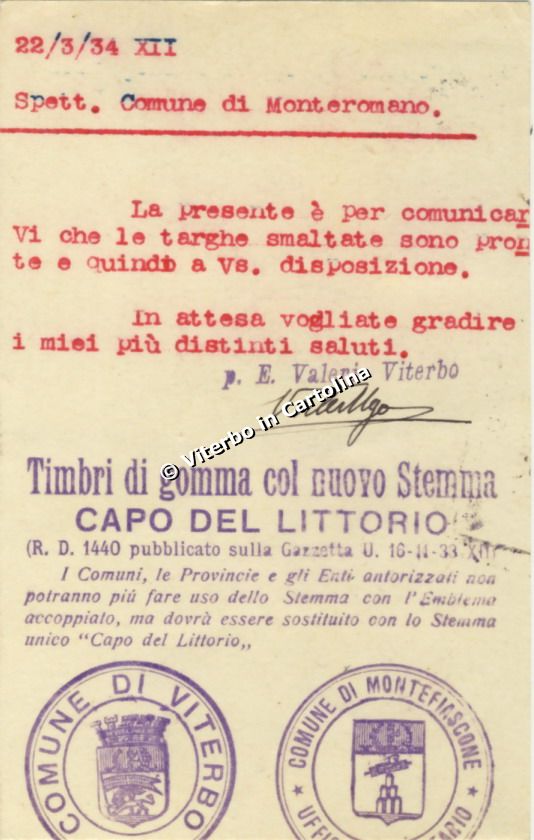 22/3/34 XII
Spett. Comune di Monteromano.
La presente è per comunicar
Vi che le targhe smaltate sono pron
te e quindi a Vs. disposizione.
In attesa vogliate gradire
i miei più distinti saluti.
p. E. Valeri Viterbo
© Viterbo in Cartolina
Timbri di gomma col nuovo Stemma
CAPO DEL LITTORIO
(R. D. 1440 pubblicato sulla Gazzetta U. 16-11-33 XII)
I Comuni, le Provincie e gli Enti autorizzati non
potranno piú fare uso dello Stemma con l'Emblema
accoppiato, ma dovrà essere sostituito con lo Stemma
unico "Capo del Littorio„
COMUNE DI VITERBO
COMUNE DI MONTEFIASCONE